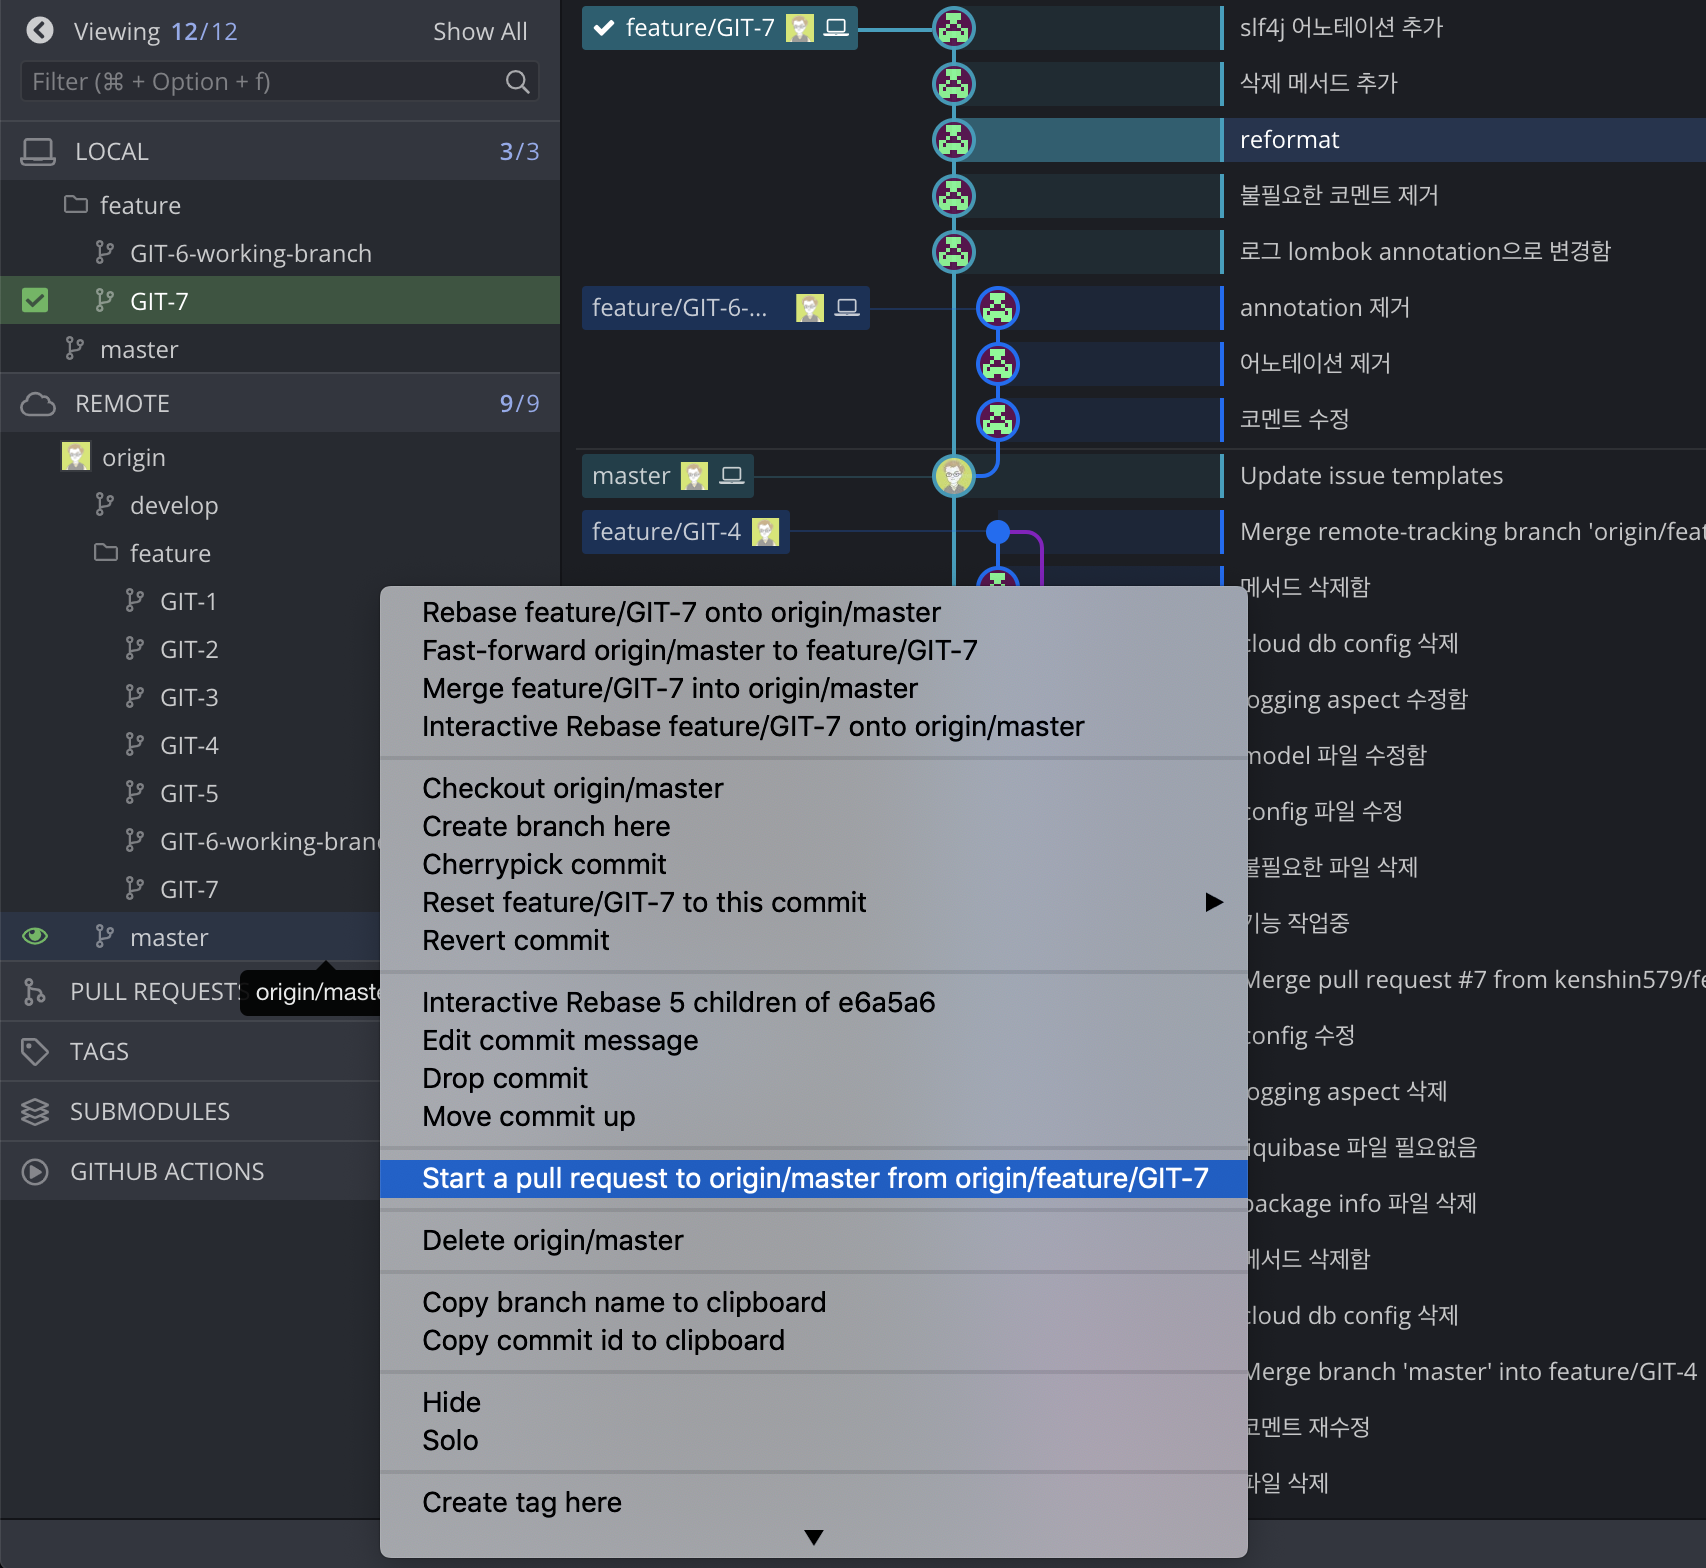 Viewing 12/12 Show All
Filter (⌘ + Option + f)
LOCAL 3/3
feature
GIT-6-working-branch
GIT-7
master
REMOTE 9/9
origin
develop
feature
GIT-1
GIT-2
GIT-3
GIT-4
GIT-5
GIT-6-working-bran
GIT-7
master
PULL REQUESTS
origin/maste
TAGS
SUBMODULES
GITHUB ACTIONS
feature/GIT-7
feature/GIT-6-...
master
feature/GIT-4
slf4j 어노테이션 추가
삭제 메서드 추가
reformat
불필요한 코멘트 제거
로그 lombok annotation으로 변경함
annotation 제거
어노테이션 제거
코멘트 수정
Update issue templates
Merge remote-tracking branch 'origin/feat
메서드 삭제함
cloud db config 삭제
logging aspect 수정함
model 파일 수정함
config 파일 수정
불필요한 파일 삭제
기능 작업중
Merge pull request #7 from kenshin579/fe
config 수정
logging aspect 삭제
liquibase 파일 필요없음
package info 파일 삭제
메서드 삭제함
cloud db config 삭제
Merge branch 'master' into feature/GIT-4
코멘트 재수정
파일 삭제
Rebase feature/GIT-7 onto origin/master
Fast-forward origin/master to feature/GIT-7
Merge feature/GIT-7 into origin/master
Interactive Rebase feature/GIT-7 onto origin/master
Checkout origin/master
Create branch here
Cherrypick commit
Reset feature/GIT-7 to this commit
Revert commit
Interactive Rebase 5 children of e6a5a6
Edit commit message
Drop commit
Move commit up
Start a pull request to origin/master from origin/feature/GIT-7
Delete origin/master
Copy branch name to clipboard
Copy commit id to clipboard
Hide
Solo
Create tag here